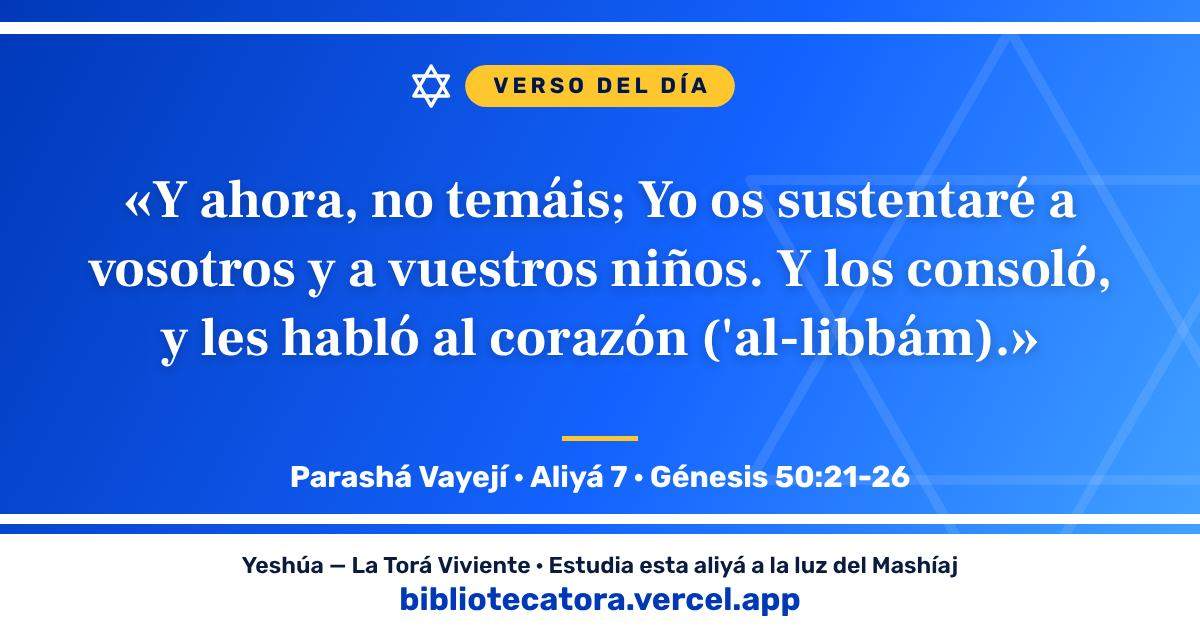 VERSO DEL DÍA
«Y ahora, no temáis; Yo os sustentaré a
vosotros y a vuestros niños. Y los consoló,
y les habló al corazón ('al-libbám).»
Parashá Vayejí • Aliyá 7 • Génesis 50:21-26
Yeshúa — La Torá Viviente • Estudia esta aliyá a la luz del Mashíaj
bibliotecatora.vercel.app